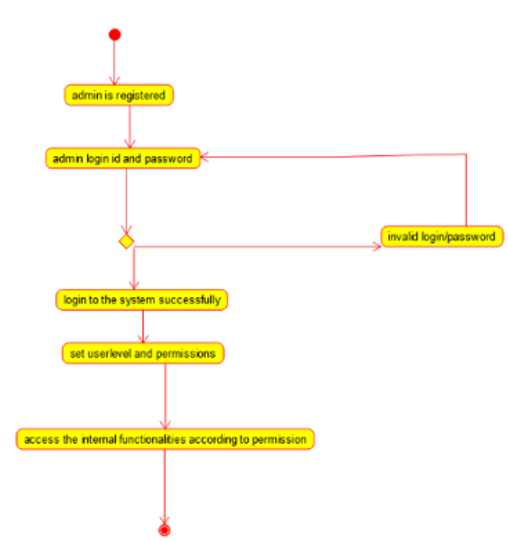 admin is registered
admin login id and password
invalid login/password
login to the system successfully
set userlevel and permissions
access the internal functionalities according to permission